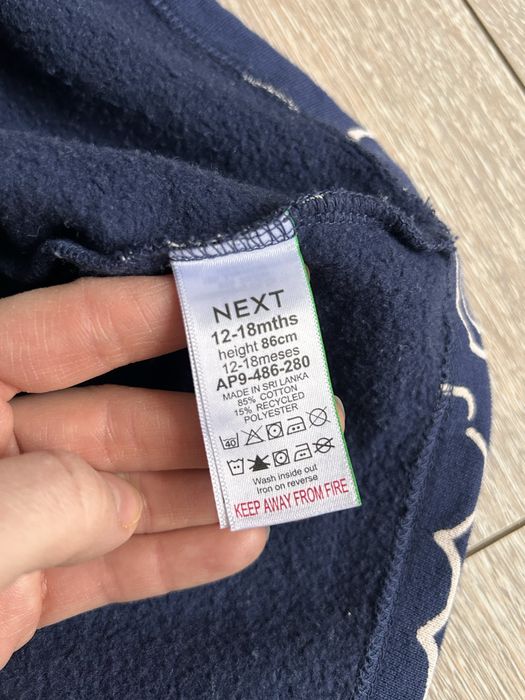 NEXT
12-18mths
height 86cm
12-18meses
AP9-486-280
MADE IN SRI LANKA
85% COTTON
15% RECYCLED
POLYESTER
40
Wash inside out
Iron on reverse
KEEP AWAY FROM FIRE